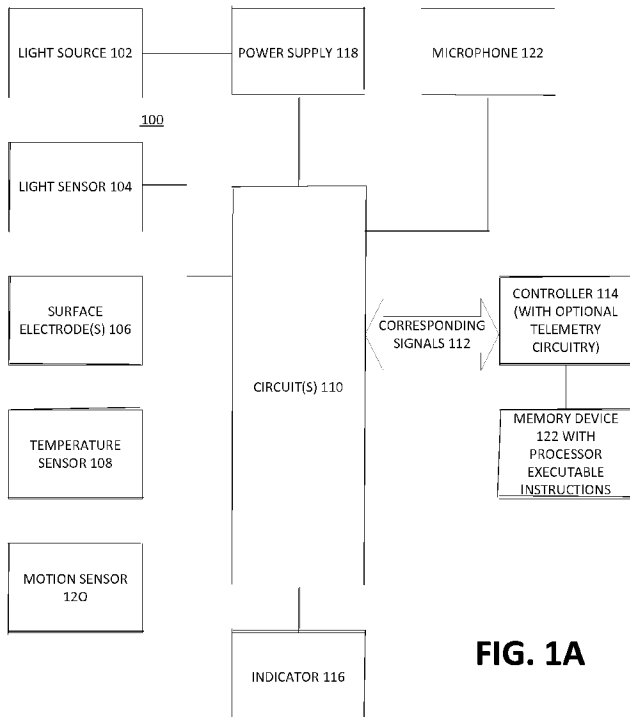 LIGHT SOURCE 102
POWER SUPPLY 118
MICROPHONE 122
100
LIGHT SENSOR 104
SURFACE
ELECTRODE(S) 106
CORRESPONDING
SIGNALS 112
CONTROLLER 114
(WITH OPTIONAL
TELEMETRY
CIRCUITRY)
CIRCUIT(S) 110
TEMPERATURE
SENSOR 108
MEMORY DEVICE
122 WITH
PROCESSOR
EXECUTABLE
INSTRUCTIONS
MOTION SENSOR
120
INDICATOR 116
FIG. 1A